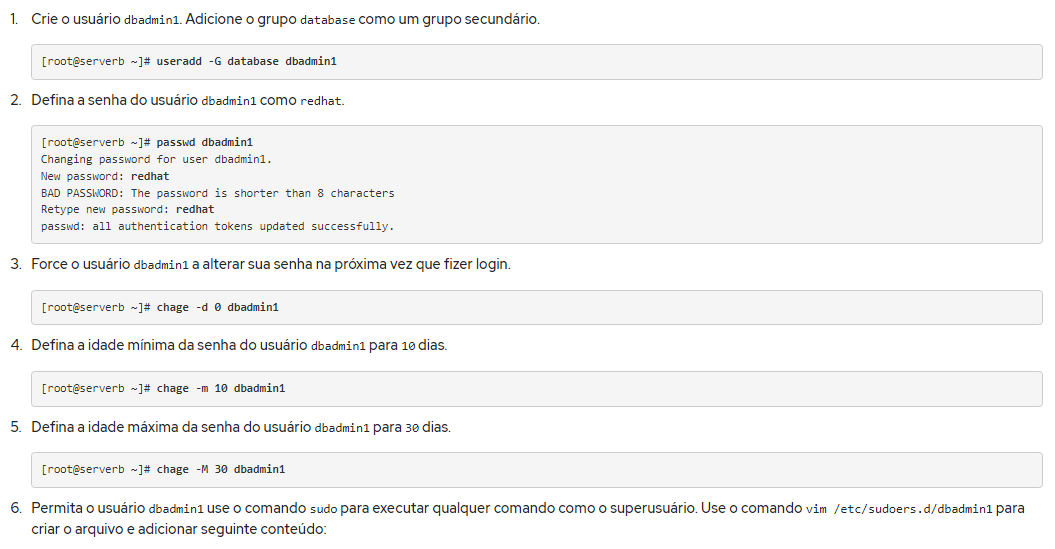 1. Crie o usuário dbadmin1. Adicione o grupo database como um grupo secundário.
[root@serverb ~]# useradd -G database dbadmin1
2. Defina a senha do usuário dbadmin1 como redhat.
[root@serverb ~]# passwd dbadmin1
Changing password for user dbadmin1.
New password: redhat
BAD PASSWORD: The password is shorter than 8 characters
Retype new password: redhat
passwd: all authentication tokens updated successfully.
3. Force o usuário dbadmin1 a alterar sua senha na próxima vez que fizer login.
[root@serverb ~]# chage -d 0 dbadmin1
4. Defina a idade mínima da senha do usuário dbadmin1 para 10 dias.
[root@serverb ~]# chage -m 10 dbadmin1
5. Defina a idade máxima da senha do usuário dbadmin1 para 30 dias.
[root@serverb ~]# chage -M 30 dbadmin1
6. Permita o usuário dbadmin1 use o comando sudo para executar qualquer comando como o superusuário. Use o comando vim /etc/sudoers.d/dbadmin1 para
criar o arquivo e adicionar seguinte conteúdo: